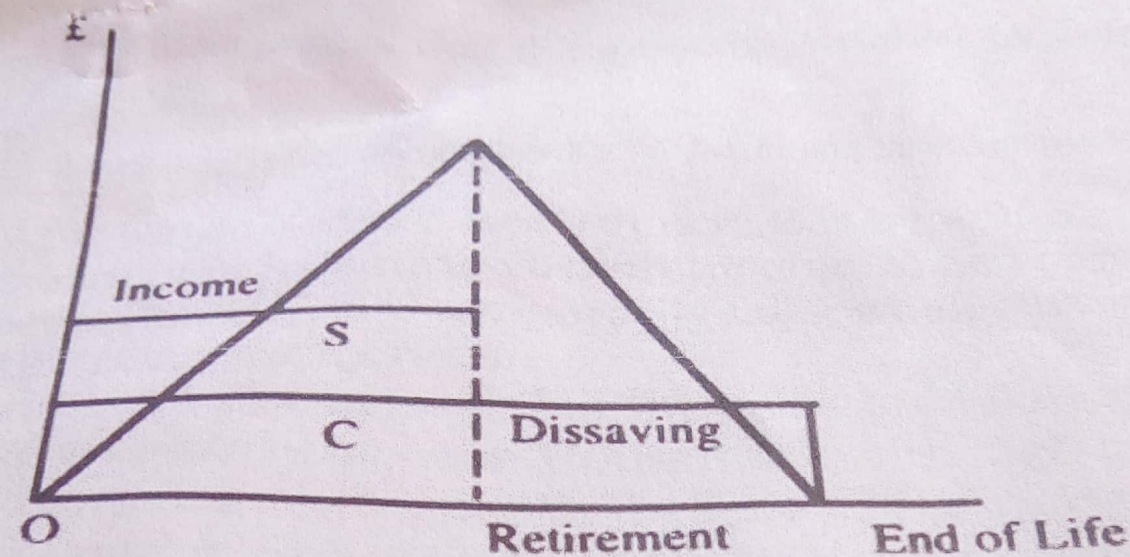 £
Income
S
C
Dissaving
O
Retirement
End of Life